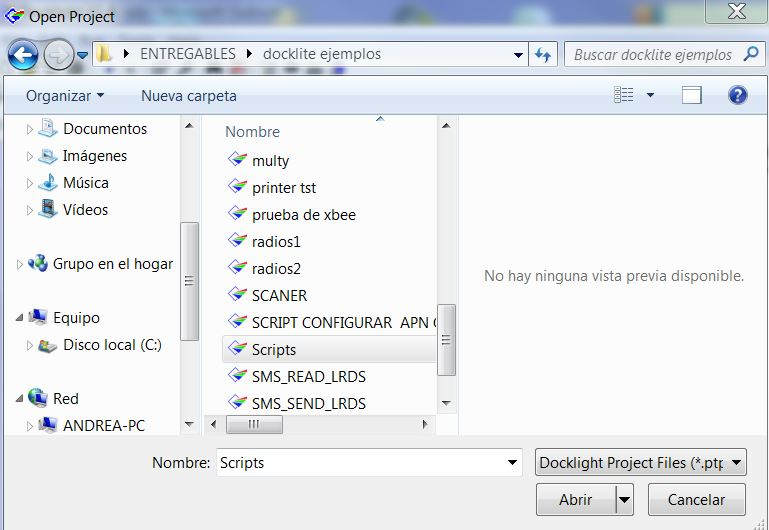 Open Project
ENTREGABLES docklite ejemplos
Buscar docklite ejemplos
Organizar Nueva carpeta
Documentos
Imágenes
Música
Vídeos
Grupo en el hogar
Equipo
Disco local (C:)
Red
ANDREA-PC
Nombre
multy
printer tst
prueba de xbee
radios1
radios2
SCANER
SCRIPT CONFIGURAR APN
Scripts
SMS_READ_LRDS
SMS_SEND_LRDS
No hay ninguna vista previa disponible.
Nombre: Scripts
Docklight Project Files (*.ptp
Abrir Cancelar